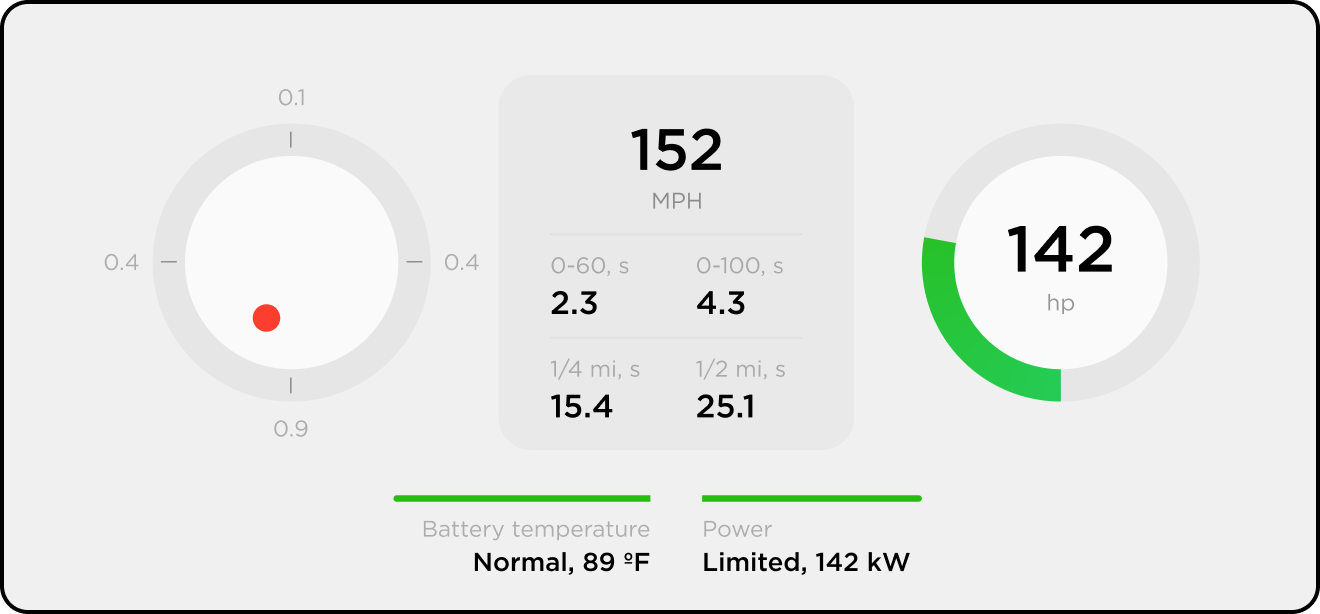 0.1
0.4
0.4
0.9
152
MPH
0-60, s
0-100, s
2.3
4.3
1/4 mi, s
1/2 mi, s
15.4
25.1
142
hp
Battery temperature
Normal, 89 ºF
Power
Limited, 142 kW